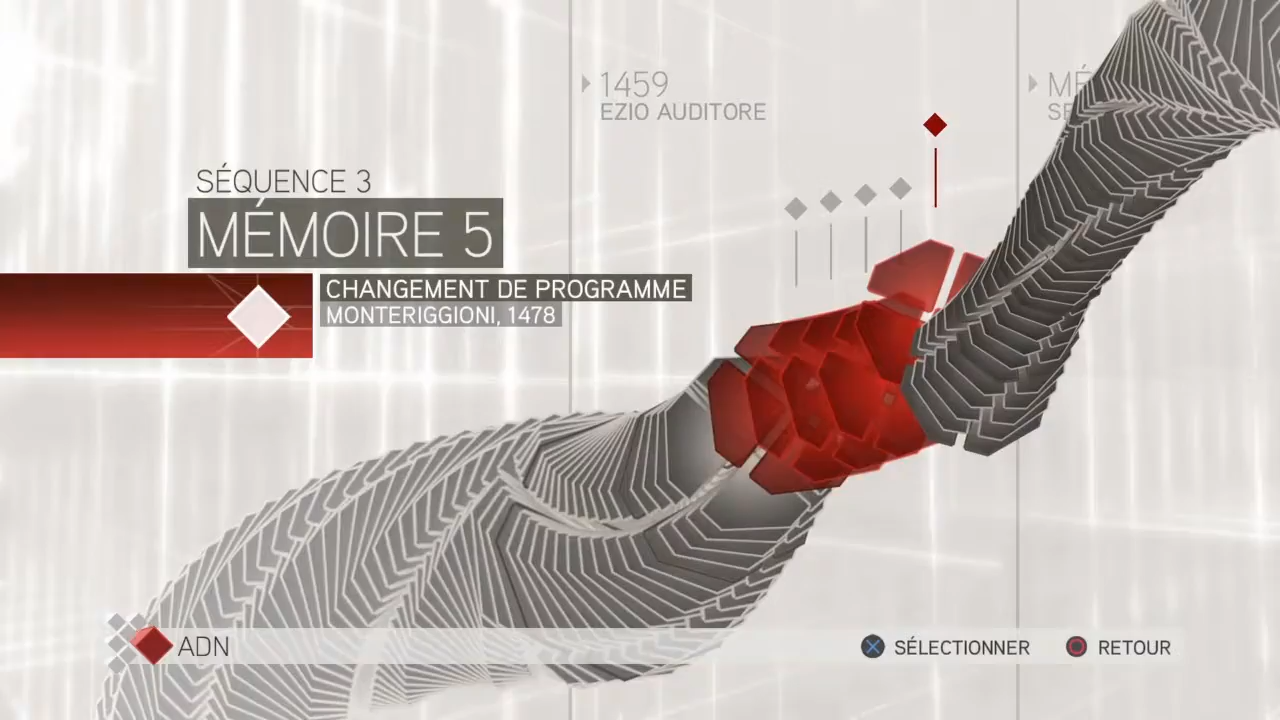 1459
EZIO AUDITORE
SÉQUENCE 3
MÉMOIRE 5
CHANGEMENT DE PROGRAMME
MONTERIGGIONI, 1478
ADN
SÉLECTIONNER
RETOUR